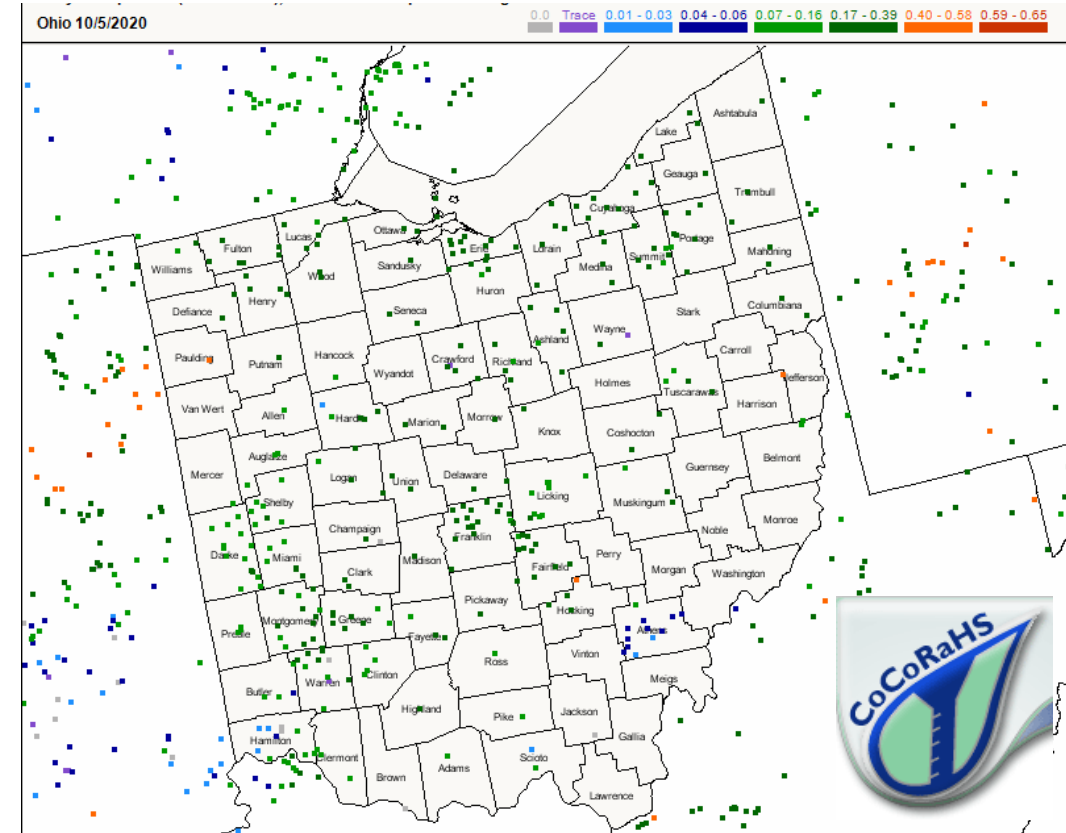 Ohio 10/5/2020
0.0 Trace 0.01 - 0.03 0.04 - 0.06 0.07 - 0.16 0.17 - 0.39 0.40 - 0.58 0.59 - 0.65
Ashtabula
Lake
Geauga
Trumbull
Cuyahoga
Lucas
Ottawa
Fulton
Erie
Lorain
Portage
Mahoning
Williams
Wood
Sandusky
Medina
Summit
Huron
Henry
Defiance
Seneca
Stark
Columbiana
Ashland
Wayne
Paulding
Putnam
Hancock
Crawford
Richland
Carroll
Wyandot
Jefferson
Holmes
Tuscarawas
Van Wert
Allen
Hardin
Marion
Morrow
Harrison
Knox
Coshocton
Auglaize
Mercer
Logan
Union
Delaware
Guernsey
Belmont
Shelby
Licking
Muskingum
Champaign
Franklin
Noble
Monroe
Darke
Miami
Clark
Madison
Fairfield
Perry
Morgan
Washington
Pickaway
Hocking
Preble
Montgomery
Greene
Fayette
Athens
Ross
Vinton
Butler
Warren
Clinton
Meigs
Highland
Pike
Jackson
Hamilton
Gallia
Clermont
Brown
Adams
Scioto
Lawrence
CoCoRaHS